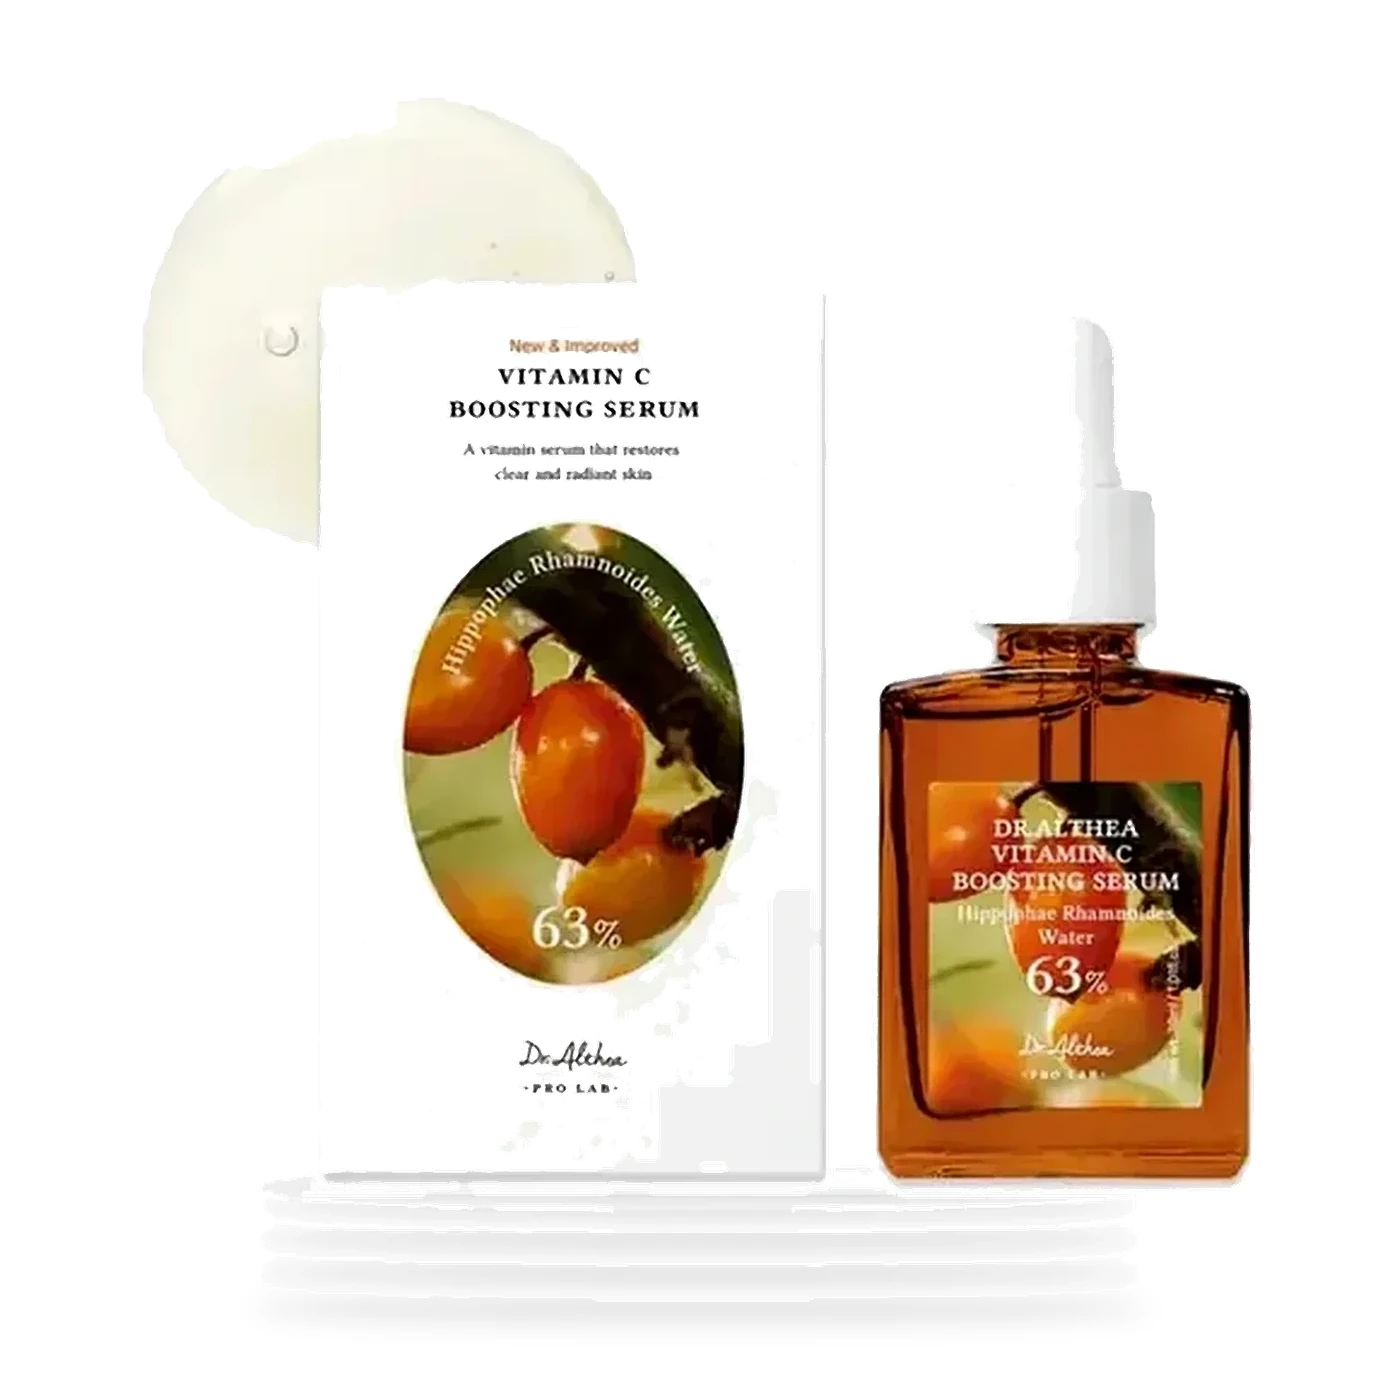 New & Improved
VITAMIN C
BOOSTING SERUM
A vitamin serum that restores
clear and radiant skin
Hippophae Rhamnoides Water
63%
Dr. Althea
·PRO LAB·
DR.ALTHEA
VITAMIN C
BOOSTING SERUM
Hippophae Rhamnoides
Water
63%
Dr. Althea
·PRO LAB·